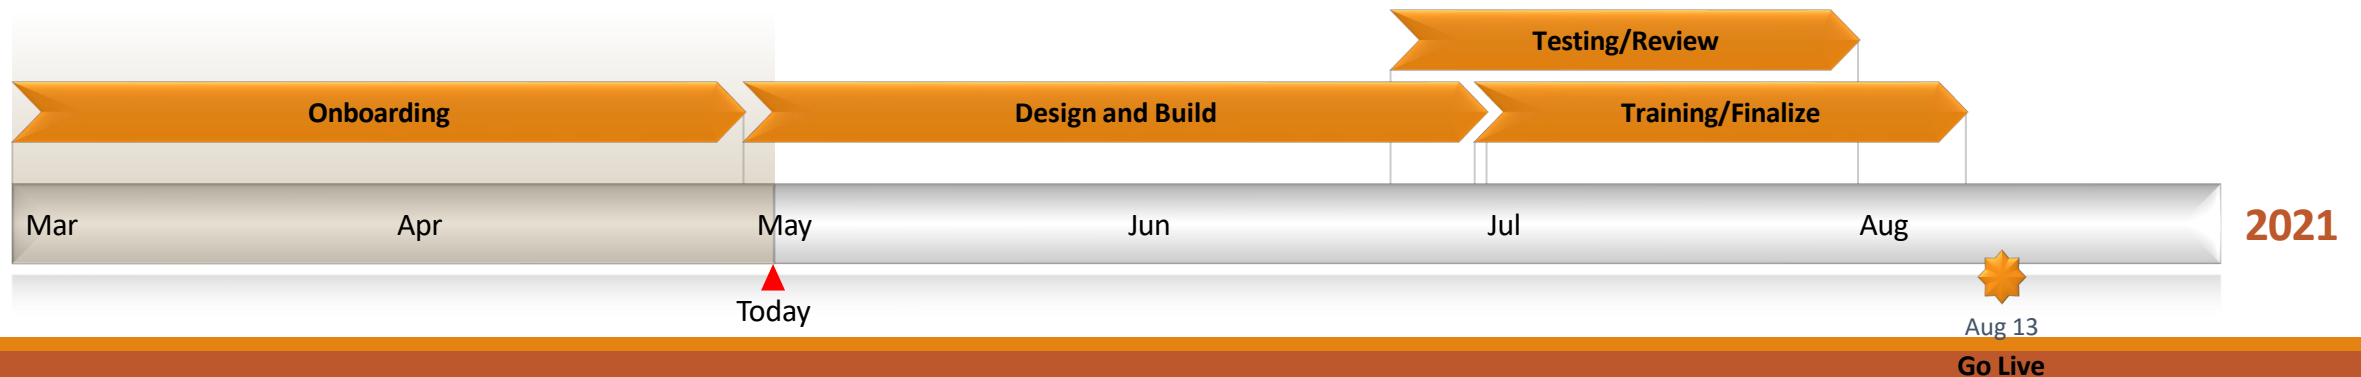 Testing/Review
Onboarding
Design and Build
Training/Finalize
Mar
Apr
May
Jun
Jul
Aug
2021
Today
Aug 13
Go Live